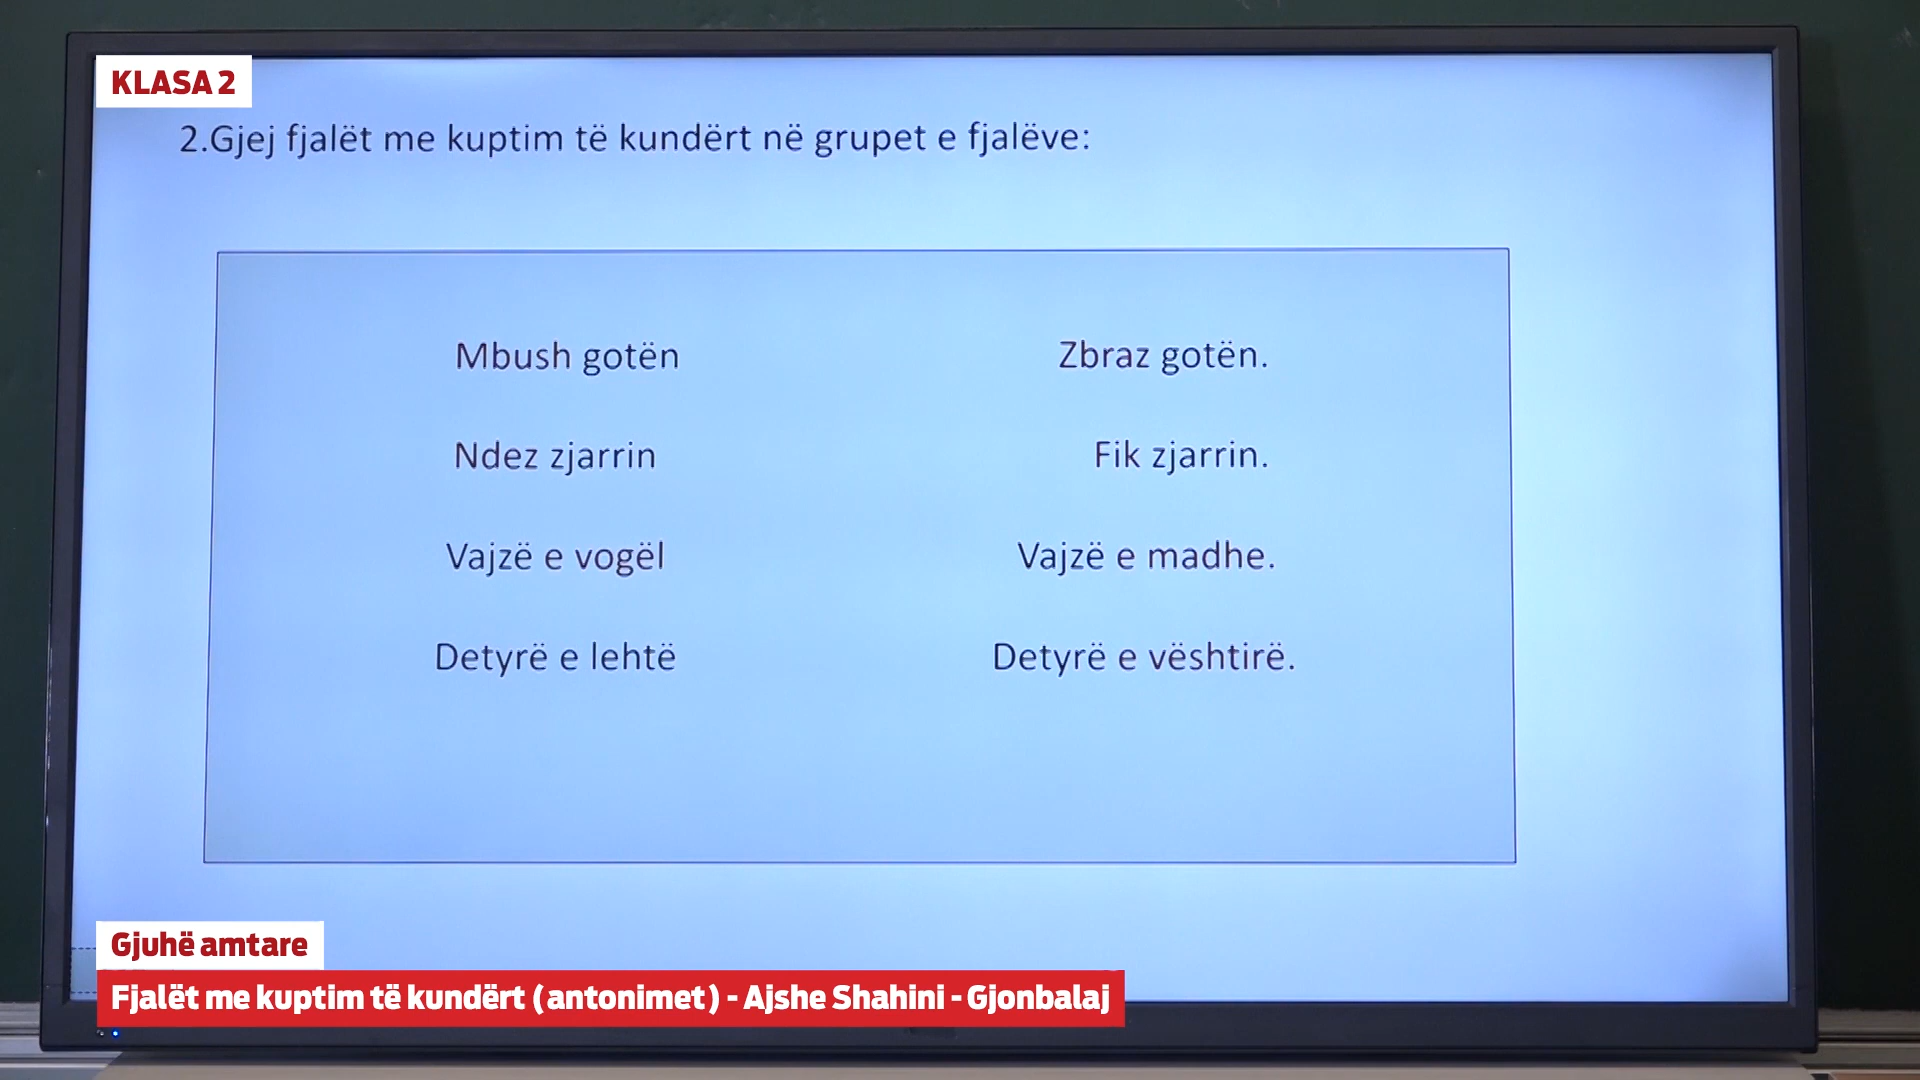 KLASA 2
2.Gjej fjalët me kuptim të kundërt në grupet e fjalëve:
Mbush gotën Zbraz gotën.
Ndez zjarrin Fik zjarrin.
Vajzë e vogël Vajzë e madhe.
Detyrë e lehtë Detyrë e vështirë.
Gjuhë amtare
Fjalët me kuptim të kundërt (antonimet) - Ajshe Shahini - Gjonbalaj